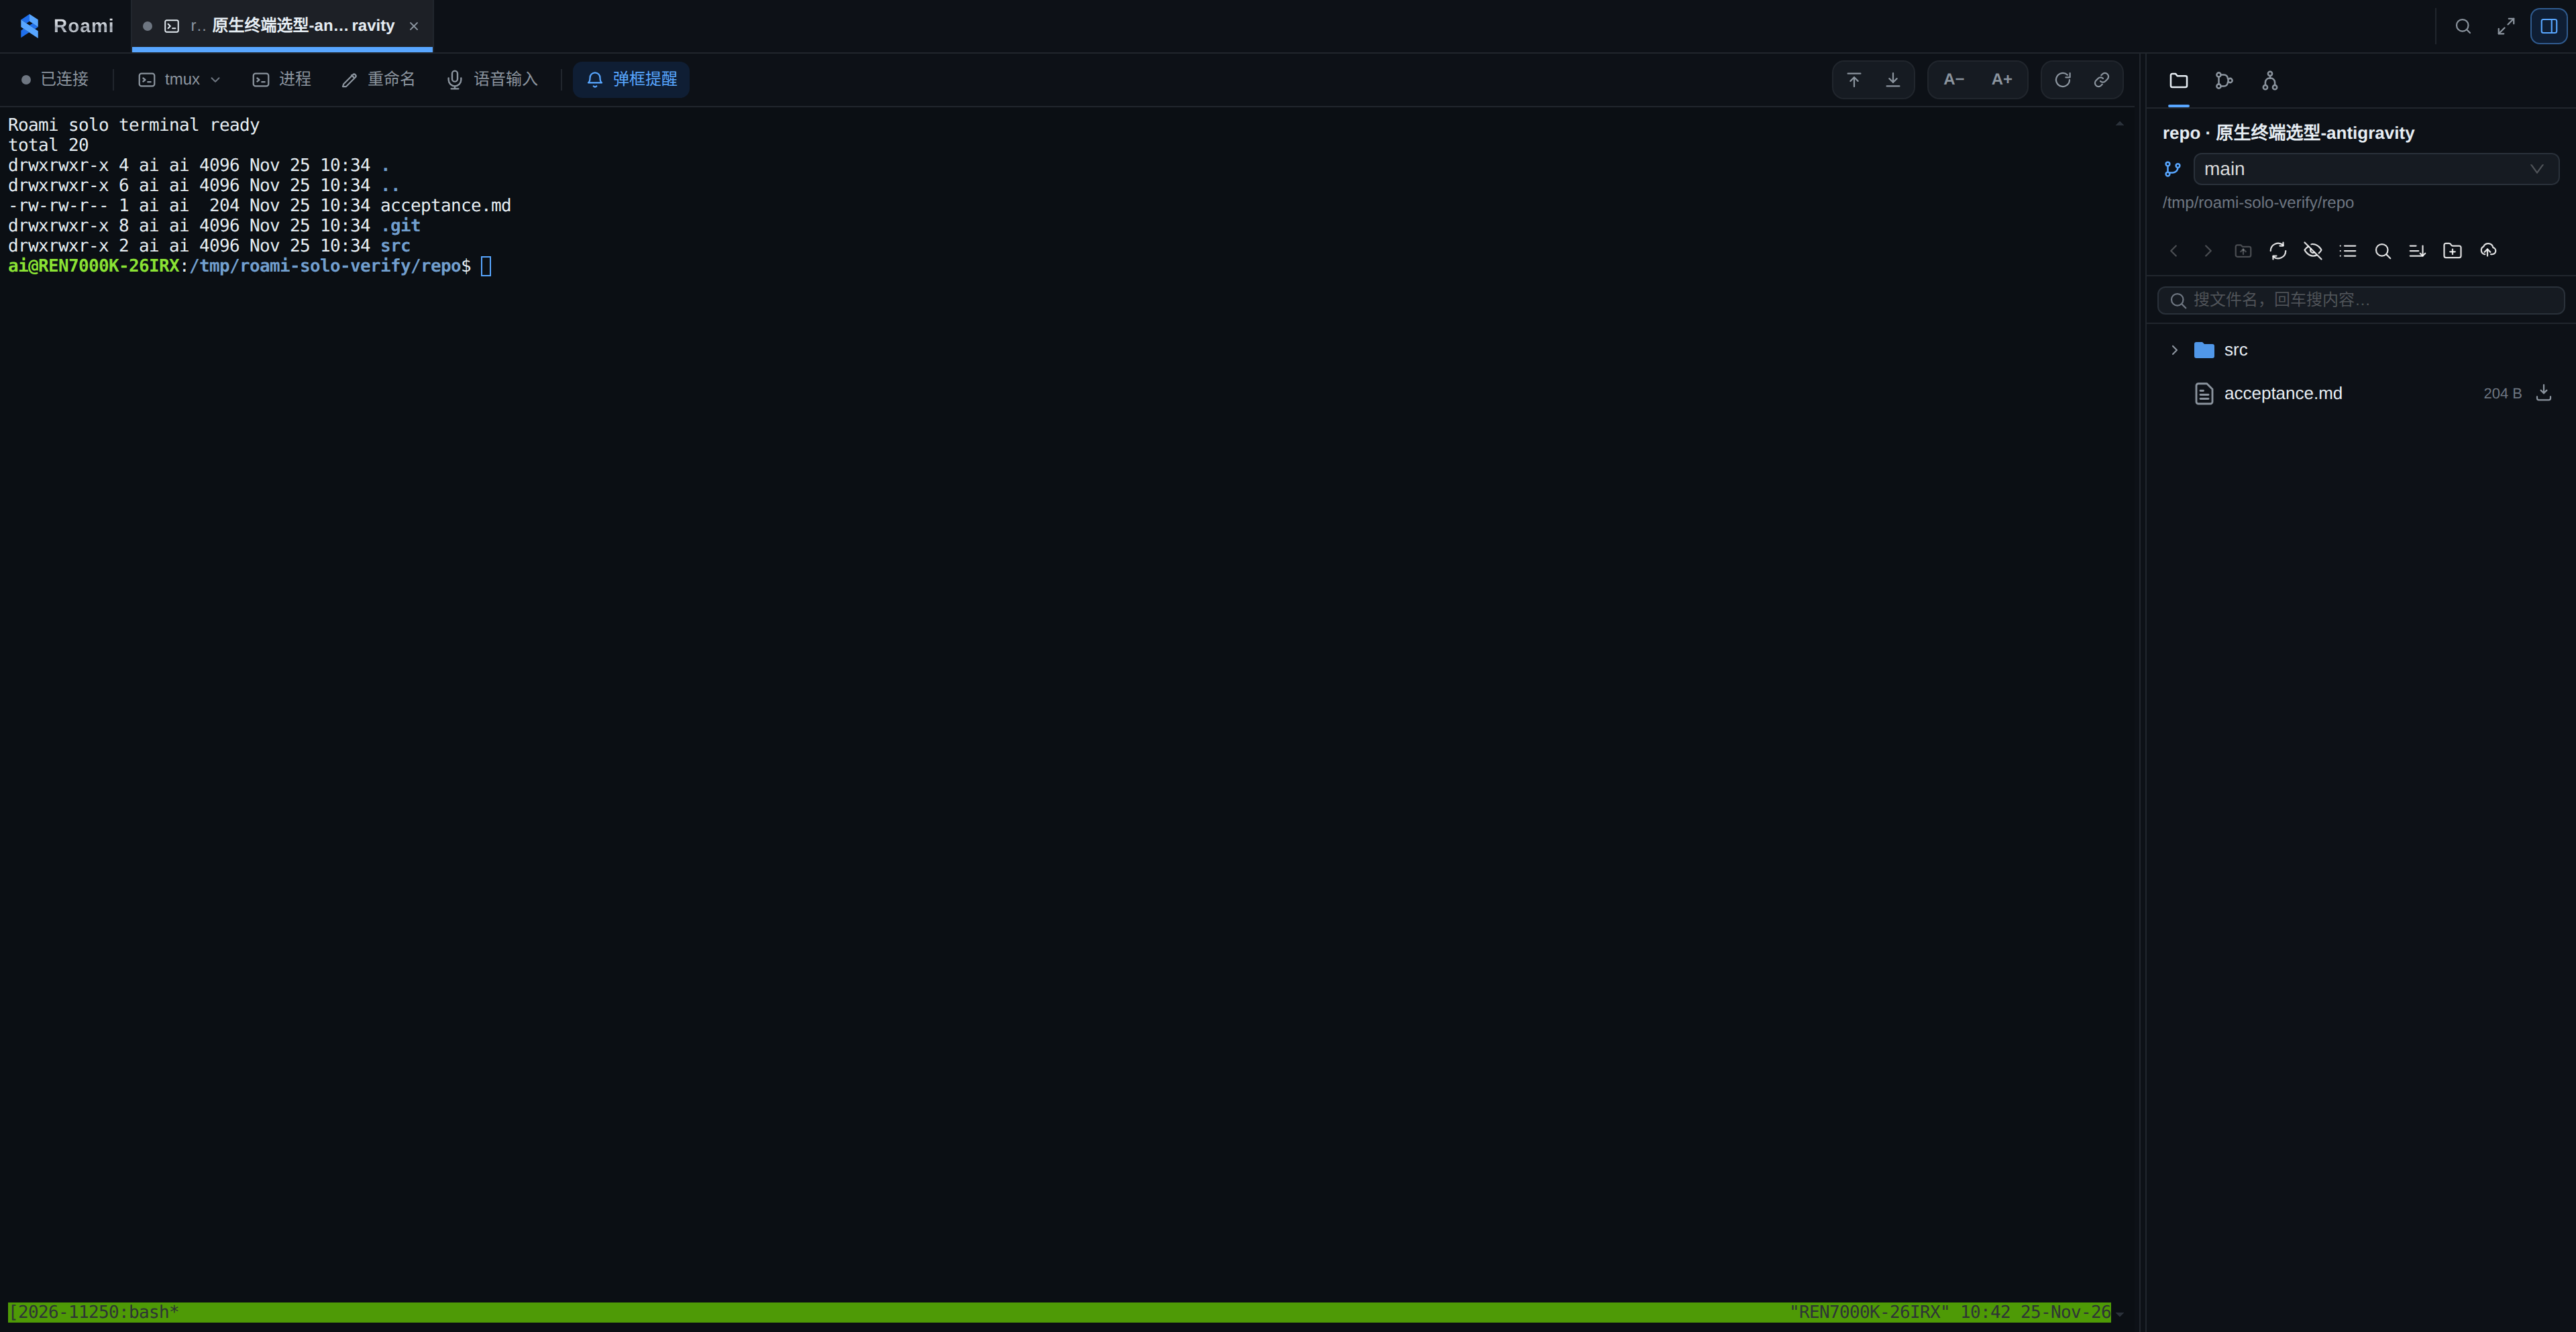 Roami
r… 原生终端选型-an… ravity
已连接
tmux
进程
重命名
语音输入
弹框提醒
A−
A+
Roami solo terminal ready
total 20
drwxrwxr-x 4 ai ai 4096 Nov 25 10:34 .
drwxrwxr-x 6 ai ai 4096 Nov 25 10:34 ..
-rw-rw-r-- 1 ai ai  204 Nov 25 10:34 acceptance.md
drwxrwxr-x 8 ai ai 4096 Nov 25 10:34 .git
drwxrwxr-x 2 ai ai 4096 Nov 25 10:34 src
ai@REN7000K-26IRX:/tmp/roami-solo-verify/repo$
[2026-11250:bash*
"REN7000K-26IRX" 10:42 25-Nov-26
repo · 原生终端选型-antigravity
main
/tmp/roami-solo-verify/repo
搜文件名，回车搜内容…
src
acceptance.md
204 B